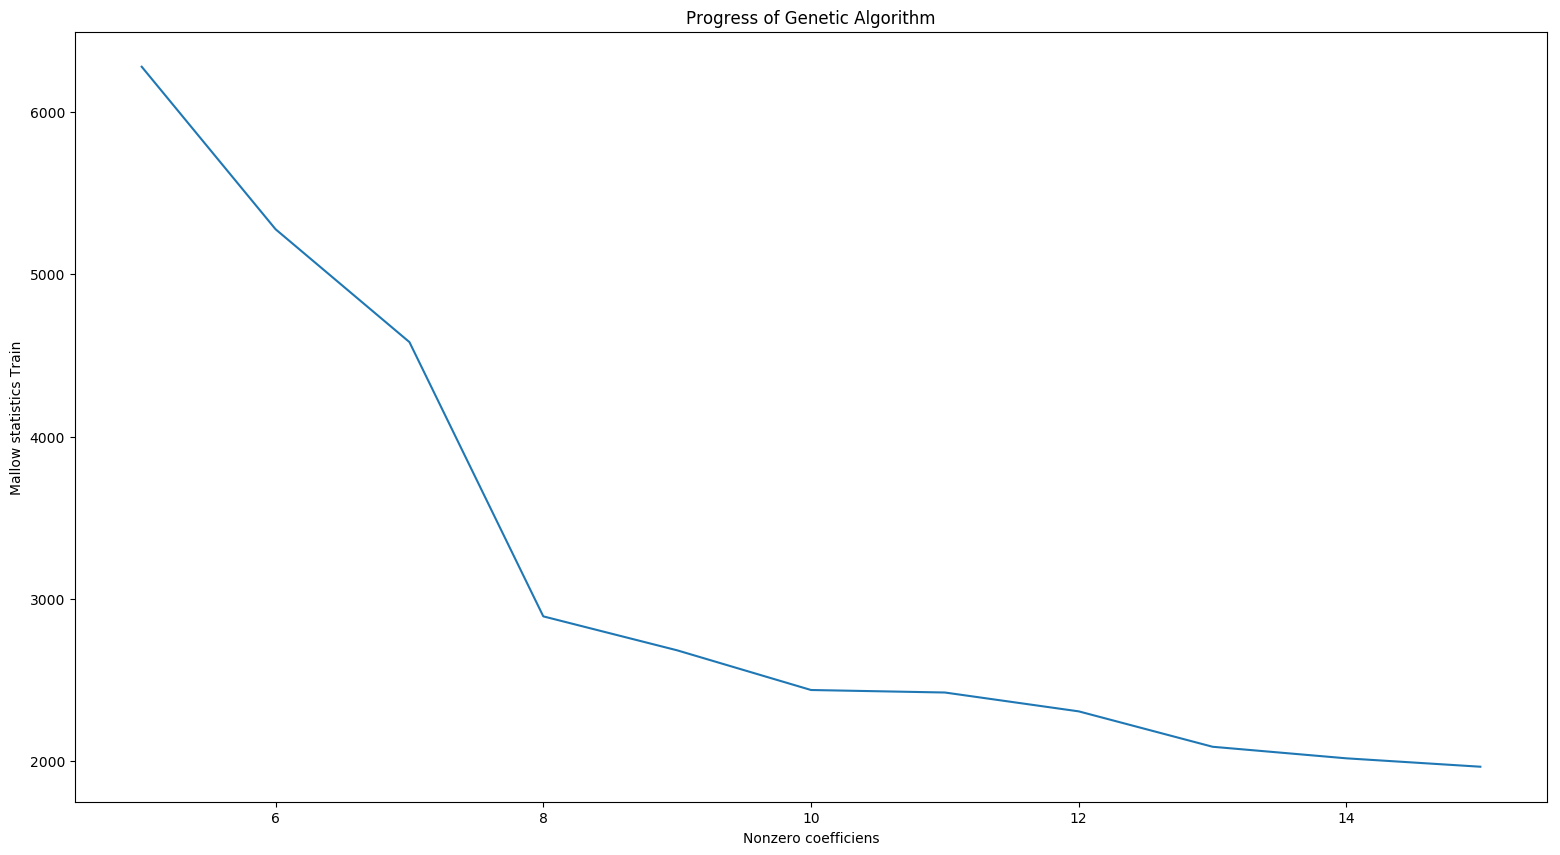 Progress of Genetic Algorithm
6000
5000
4000
3000
2000
Mallow statistics Train
6 8 10 12 14
Nonzero coefficiens